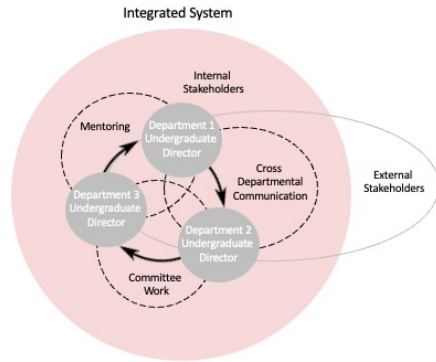 Integrated System
Internal
Stakeholders
Mentoring
Department 1
Undergraduate
Director
Cross
Departmental
Communication
External
Stakeholders
Department 3
Undergraduate
Director
Department 2
Undergraduate
Director
Committee
Work